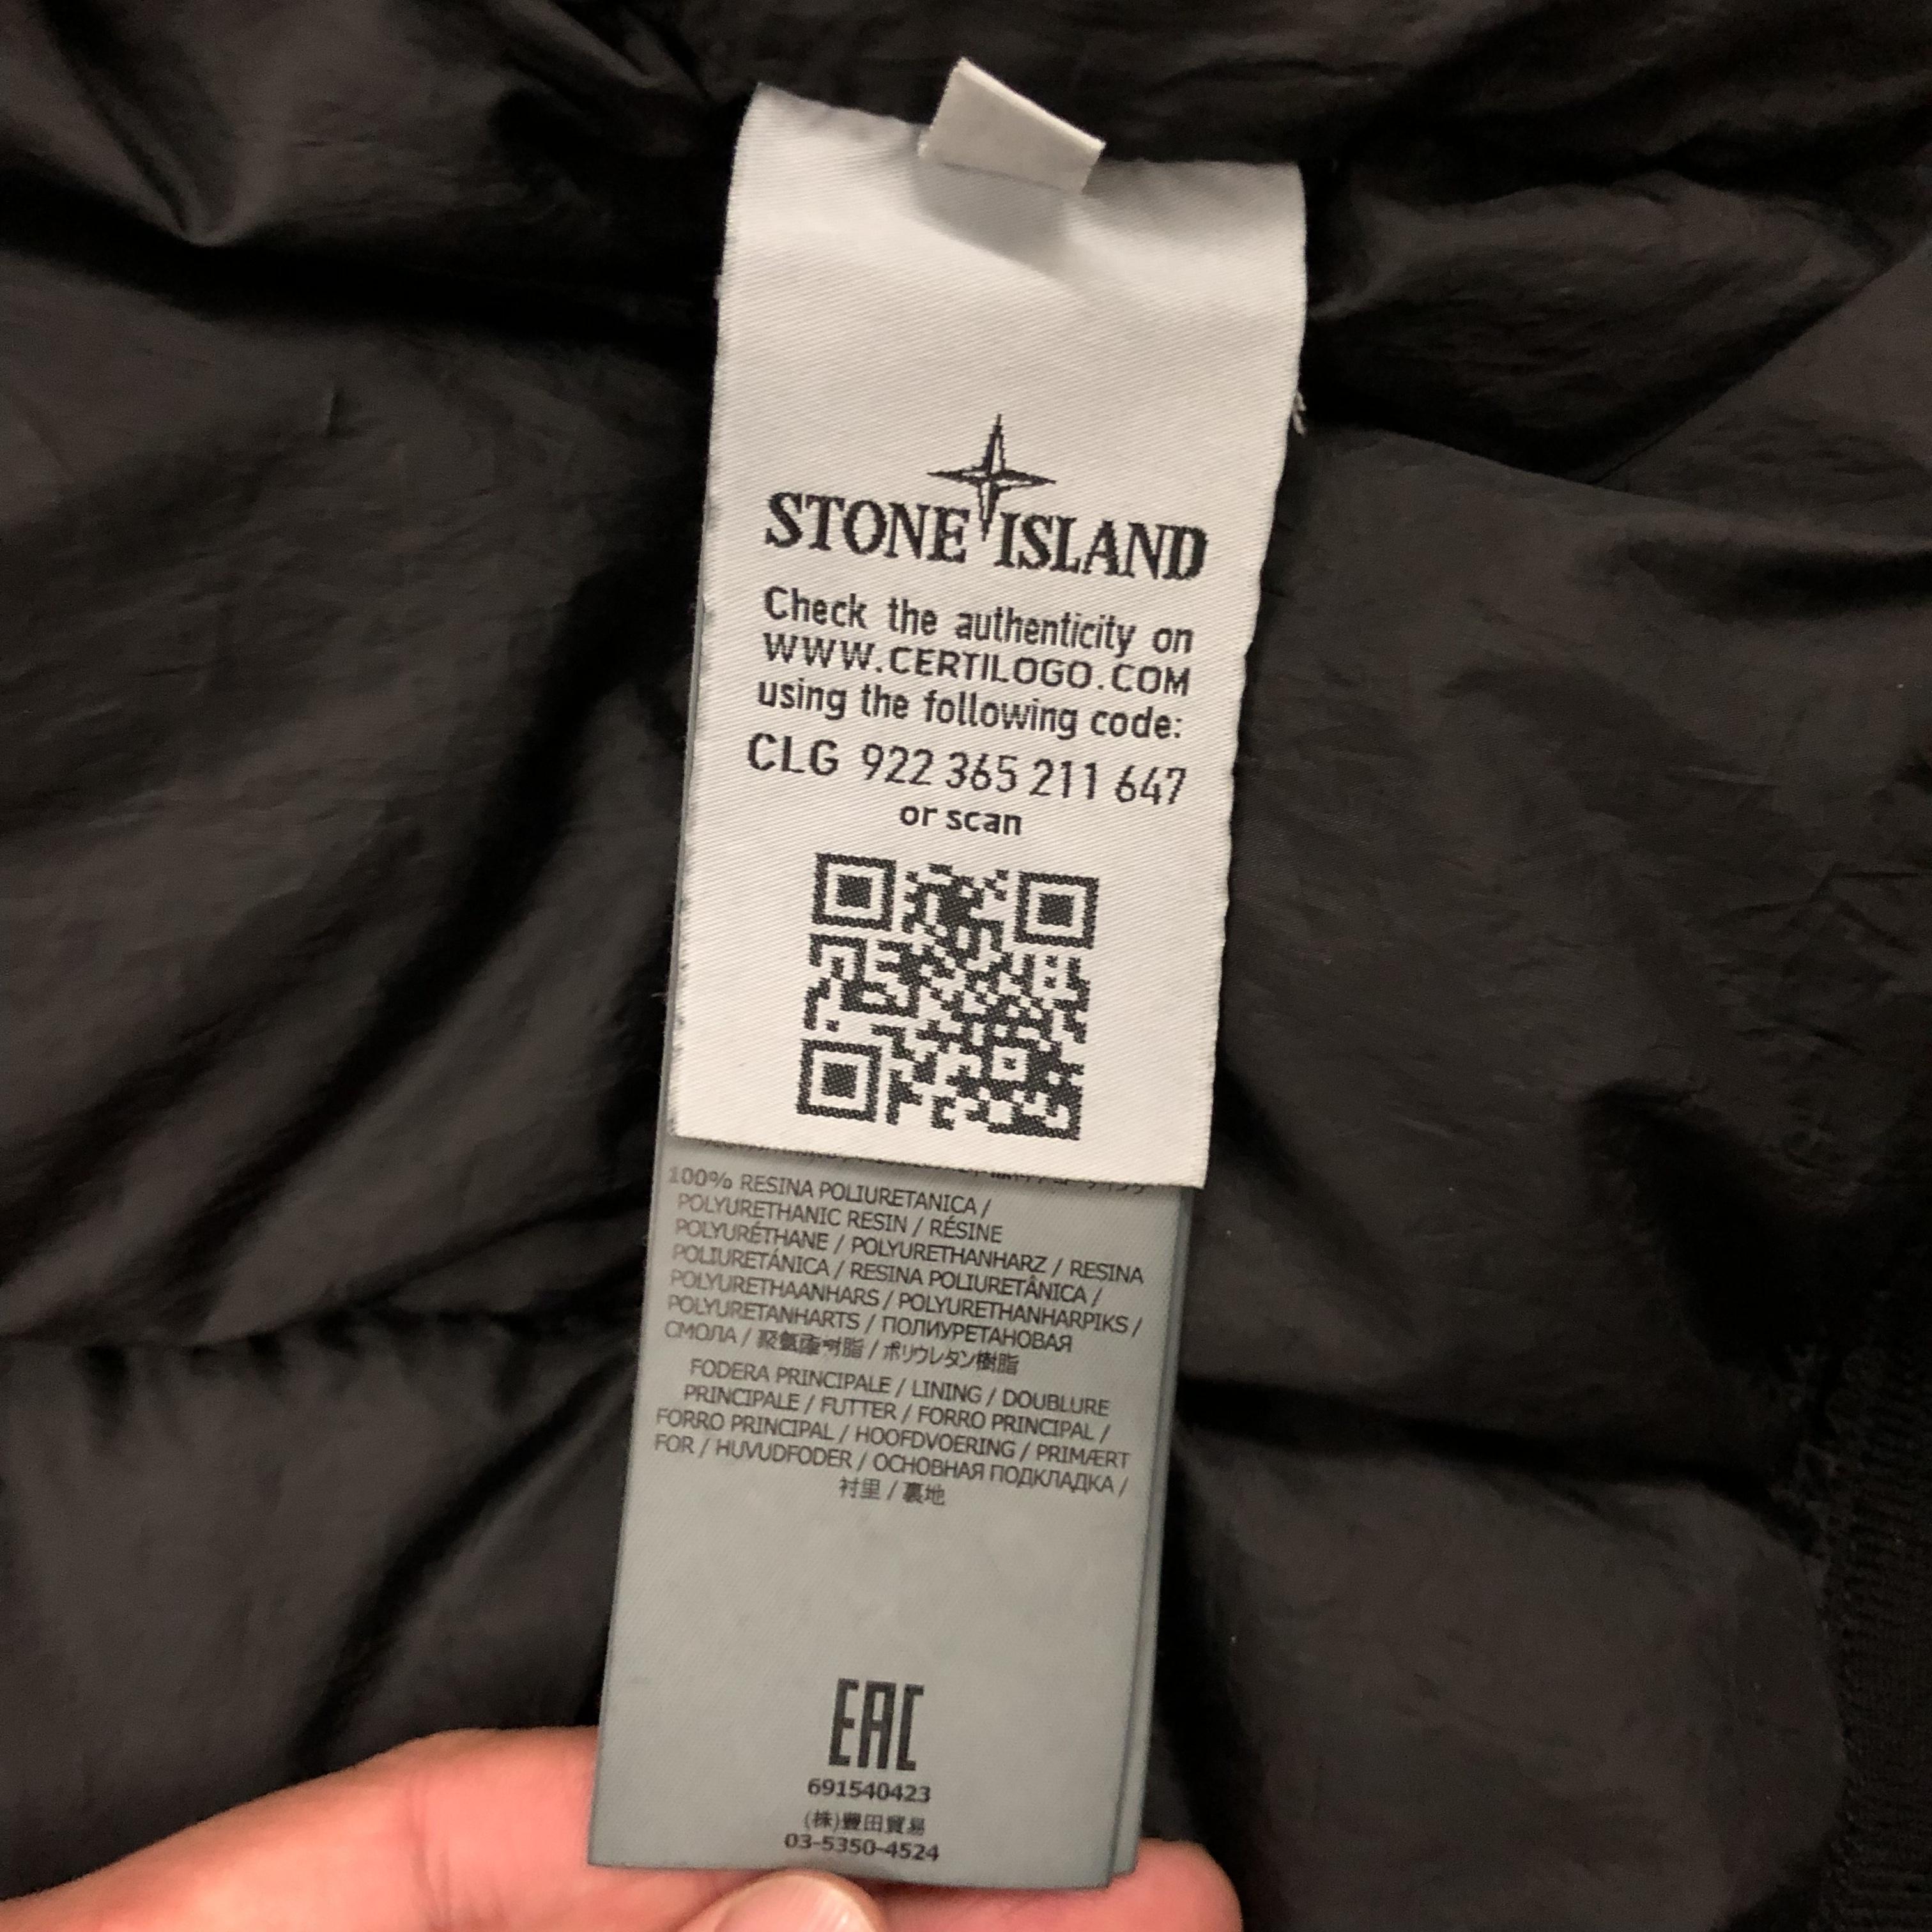 STONE ISLAND
Check the authenticity on
WWW.CERTILOGO.COM
using the following code:
CLG 922 365 211 647
or scan
100% RESINA POLIURETANICA /
POLYURETHANIC RESIN / RÉSINE
POLYURÉTHANE / POLYURETHANHARZ / RESINA
POLIURETÁNICA / RESINA POLIURETÂNICA /
POLYURETHAANHARS / POLYURETHANHARPIKS /
POLYURETANHARTS / ПОЛИУРЕТАНОВАЯ
СМОЛА / 聚氨酯树脂 / ポリウレタン樹脂
FODERA PRINCIPALE / LINING / DOUBLURE
PRINCIPALE / FUTTER / FORRO PRINCIPAL /
FORRO PRINCIPAL / HOOFDVOERING / PRIMÆRT
FOR / HUVUDFODER / ОСНОВНАЯ ПОДКЛАДКА /
衬里 / 裏地
EAC
691540423
(株)豊田貿易
03-5350-4524